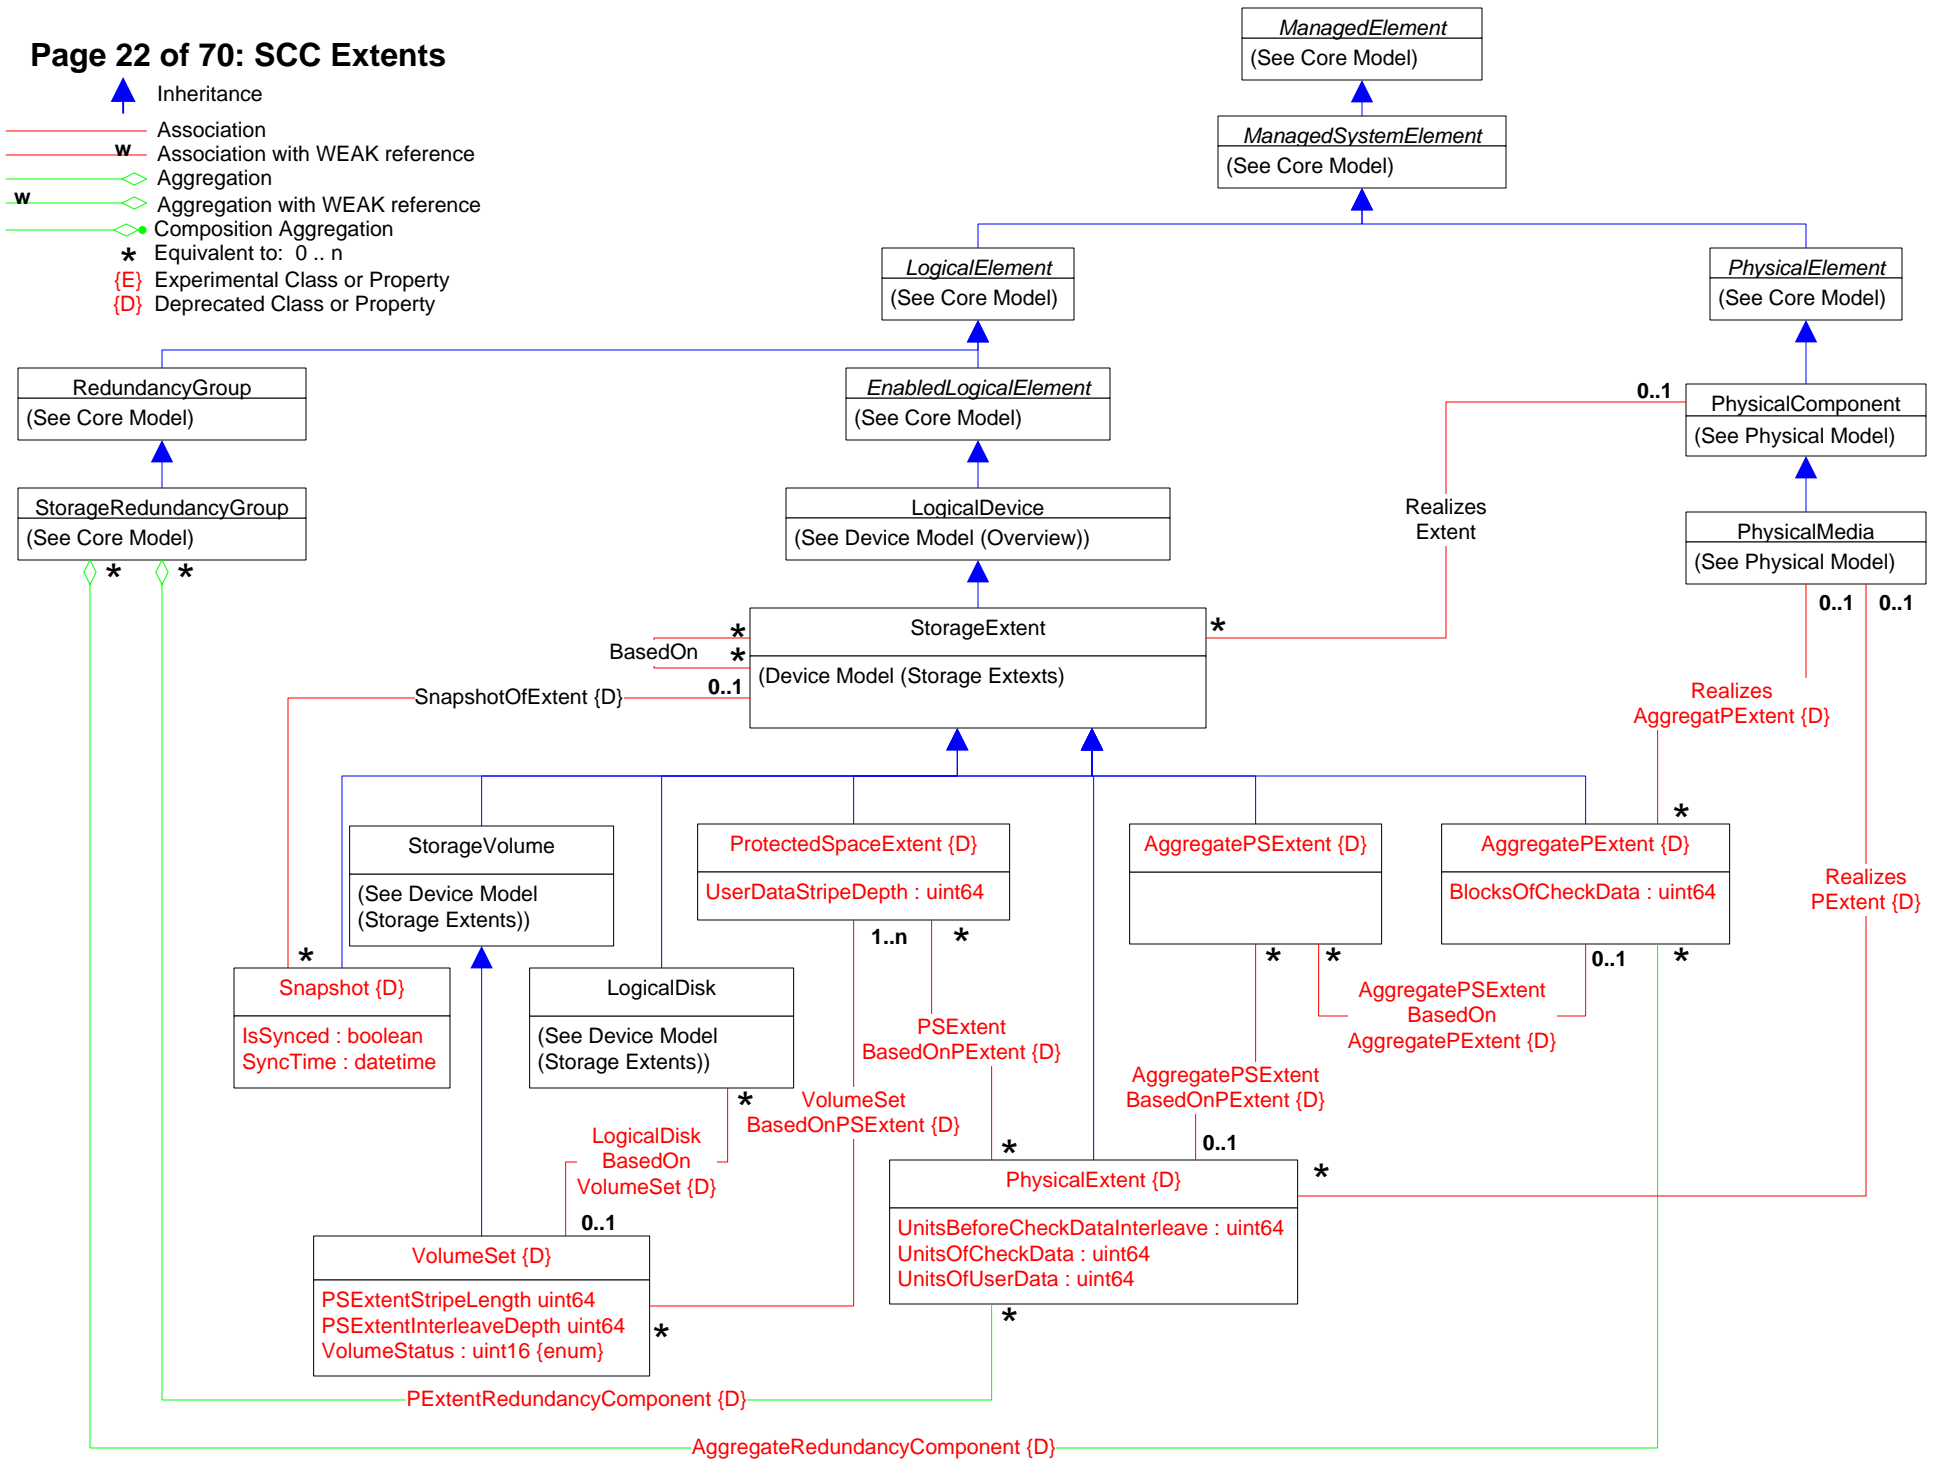 Page 22 of 70: SCC Extents
Inheritance
Association
w
Association with WEAK reference
Aggregation
w
Aggregation with WEAK reference
Composition Aggregation
* Equivalent to: 0 .. n
{E} Experimental Class or Property
{D} Deprecated Class or Property
ManagedElement
(See Core Model)
ManagedSystemElement
(See Core Model)
LogicalElement
(See Core Model)
PhysicalElement
(See Core Model)
RedundancyGroup
(See Core Model)
EnabledLogicalElement
(See Core Model)
0..1
PhysicalComponent
(See Physical Model)
StorageRedundancyGroup
(See Core Model)
* *
LogicalDevice
(See Device Model (Overview))
Realizes
Extent
PhysicalMedia
(See Physical Model)
0..1 0..1
StorageExtent
(Device Model (Storage Extexts)
*
*
*
BasedOn
0..1
SnapshotOfExtent {D}
Realizes
AggregatPExtent {D}
*
StorageVolume
(See Device Model
(Storage Extents))
ProtectedSpaceExtent {D}
UserDataStripeDepth : uint64
1..n *
AggregatePSExtent {D}
* *
AggregatePExtent {D}
BlocksOfCheckData : uint64
0..1 *
Realizes
PExtent {D}
*
Snapshot {D}
IsSynced : boolean
SyncTime : datetime
LogicalDisk
(See Device Model
(Storage Extents))
*
PSExtent
BasedOnPExtent {D}
AggregatePSExtent
BasedOn
AggregatePExtent {D}
VolumeSet
BasedOnPSExtent {D}
AggregatePSExtent
BasedOnPExtent {D}
LogicalDisk
BasedOn
VolumeSet {D}
0..1
*
0..1
*
PhysicalExtent {D}
UnitsBeforeCheckDataInterleave : uint64
UnitsOfCheckData : uint64
UnitsOfUserData : uint64
*
VolumeSet {D}
PSExtentStripeLength uint64
PSExtentInterleaveDepth uint64
VolumeStatus : uint16 {enum}
*
PExtentRedundancyComponent {D}
AggregateRedundancyComponent {D}